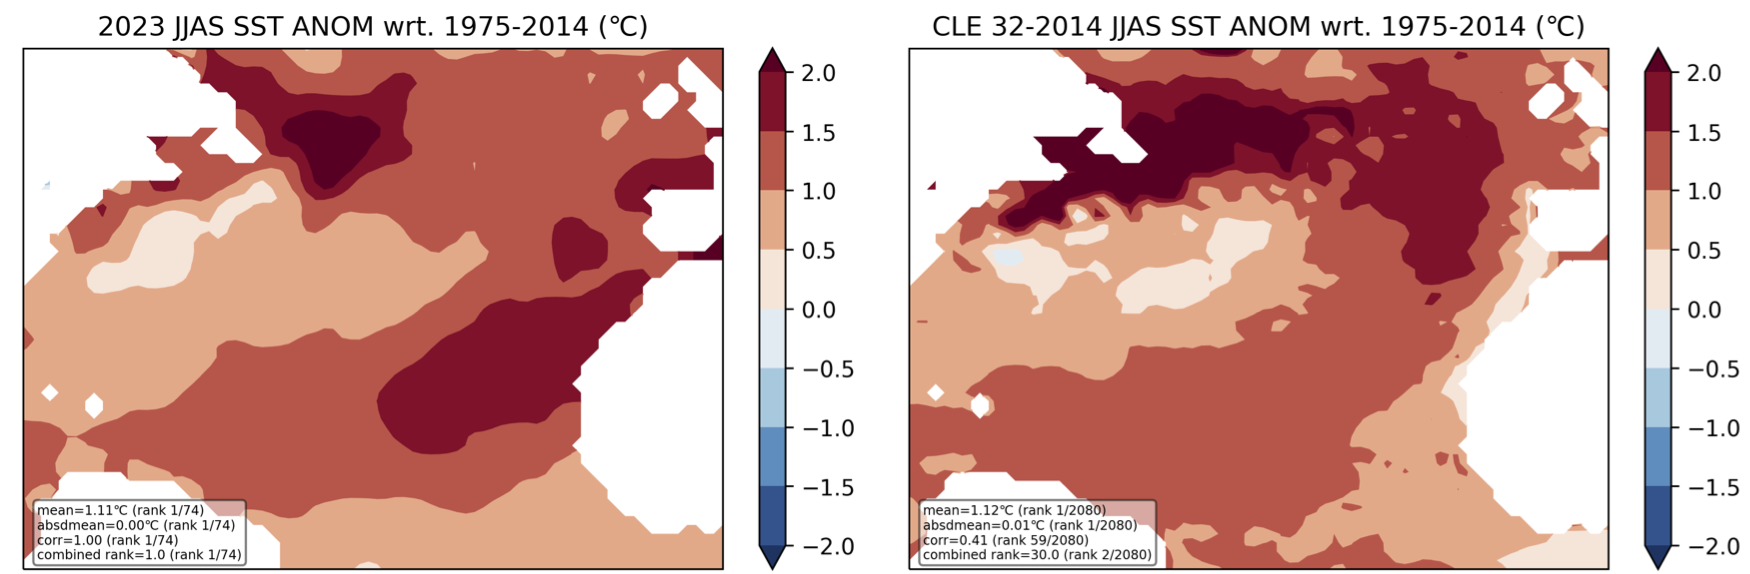 2023 JJAS SST ANOM wrt. 1975-2014 (°C)
2.0
1.5
1.0
0.5
0.0
−0.5
−1.0
−1.5
−2.0
mean=1.11°C (rank 1/74)
absdmean=0.00°C (rank 1/74)
corr=1.00 (rank 1/74)
combined rank=1.0 (rank 1/74)
CLE 32-2014 JJAS SST ANOM wrt. 1975-2014 (°C)
2.0
1.5
1.0
0.5
0.0
−0.5
−1.0
−1.5
−2.0
mean=1.12°C (rank 1/2080)
absdmean=0.01°C (rank 1/2080)
corr=0.41 (rank 59/2080)
combined rank=30.0 (rank 2/2080)